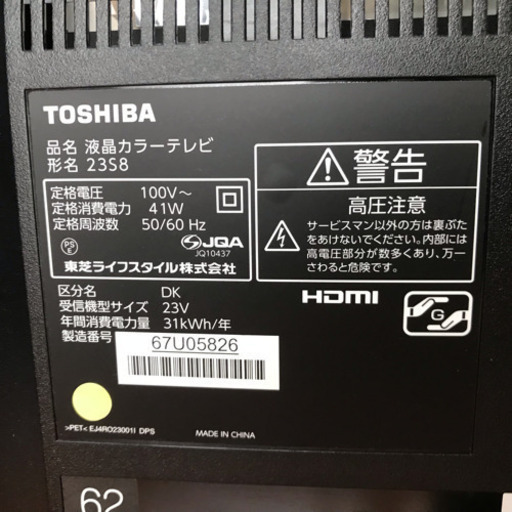 TOSHIBA
品名 液晶カラーテレビ
形名 23S8
定格電圧 100V～
定格消費電力 41W
定格周波数 50/60 Hz
PS
E
JQA
JQ10437
東芝ライフスタイル株式会社
区分名 DK
受信機型サイズ 23V
年間消費電力量 31kWh/年
製造番号
67U05826
警告
高圧注意
サービスマン以外の方は裏ぶた
をあけないでください。内部には
高電圧部分が数多くあり、万一
さわると危険です。
HDMI
G
>PET< EJ4RO23001I DPS
MADE IN CHINA
62